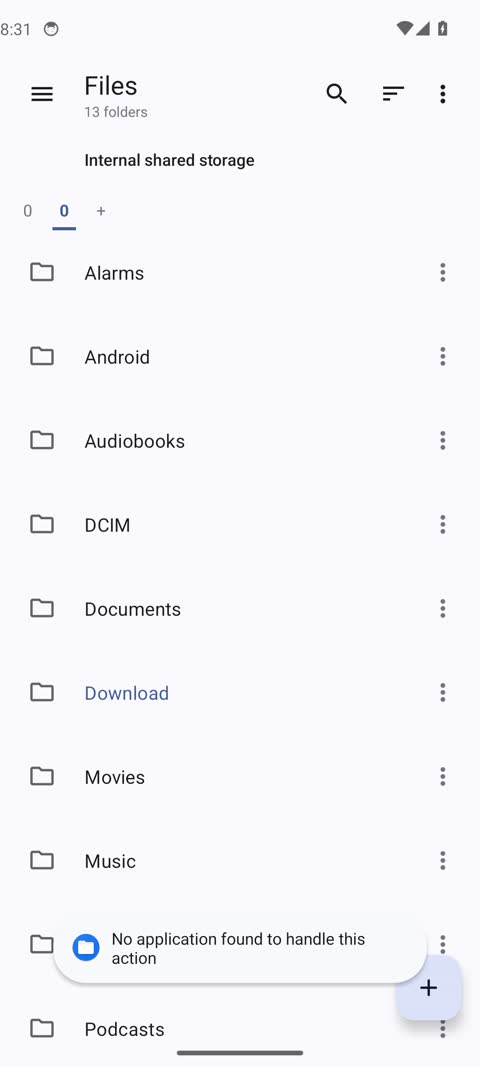 8:31
Files
13 folders
Internal shared storage
0 0 +
Alarms
Android
Audiobooks
DCIM
Documents
Download
Movies
Music
No application found to handle this
action
Podcasts